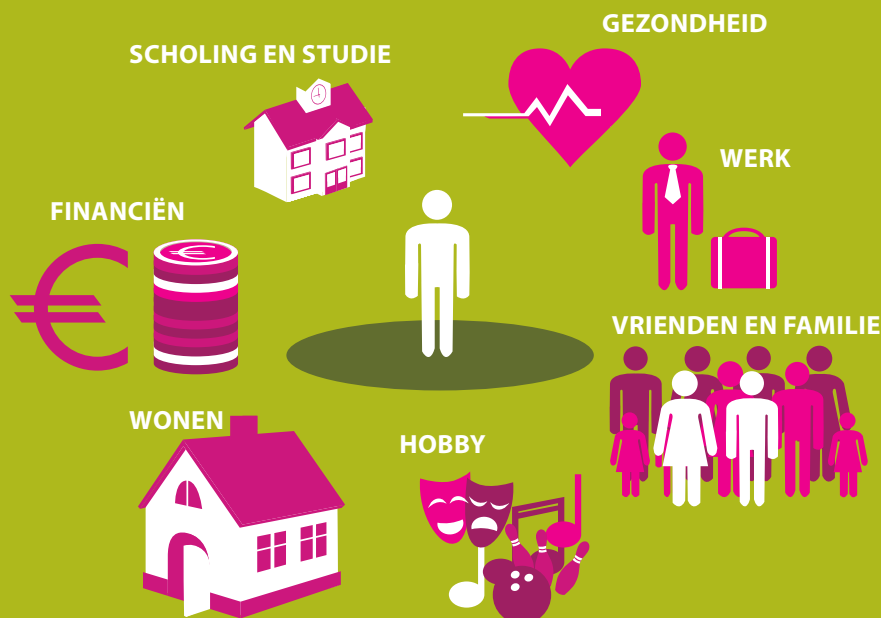 GEZONDHEID
SCHOLING EN STUDIE
WERK
FINANCIËN
€
€
VRIENDEN EN FAMILIE
WONEN
HOBBY